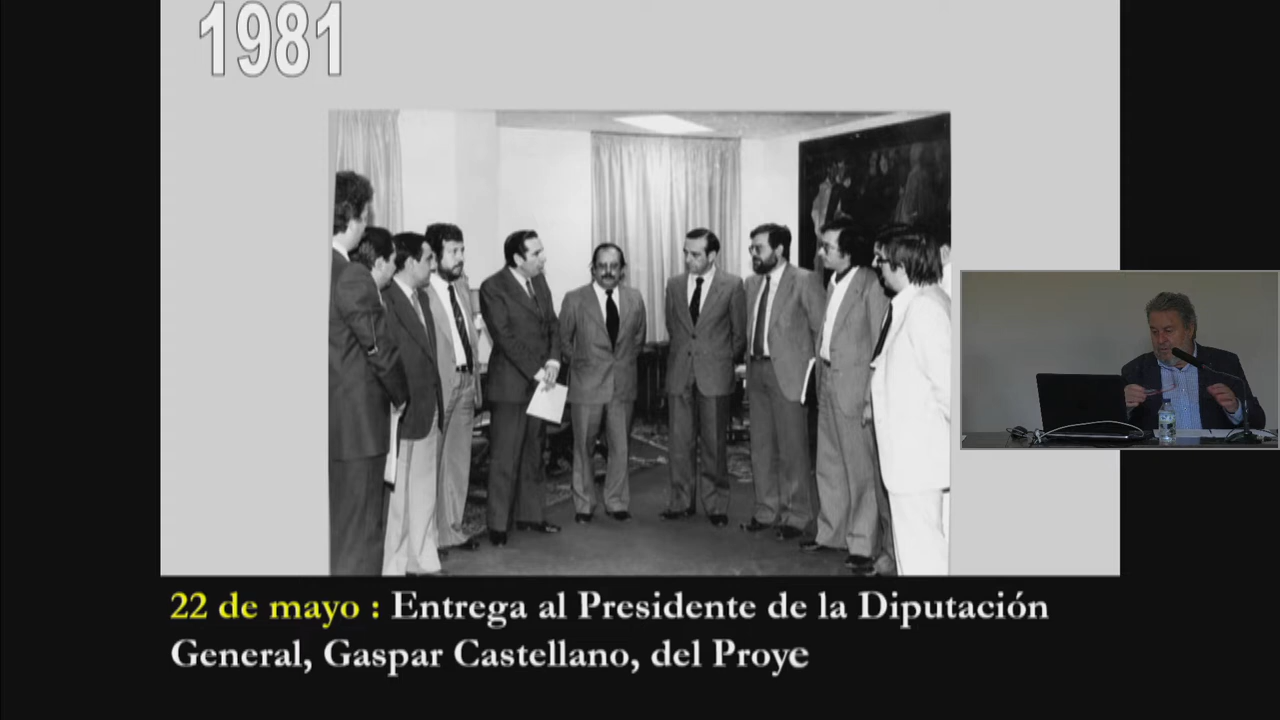 1981
22 de mayo : Entrega al Presidente de la Diputación
General, Gaspar Castellano, del Proye